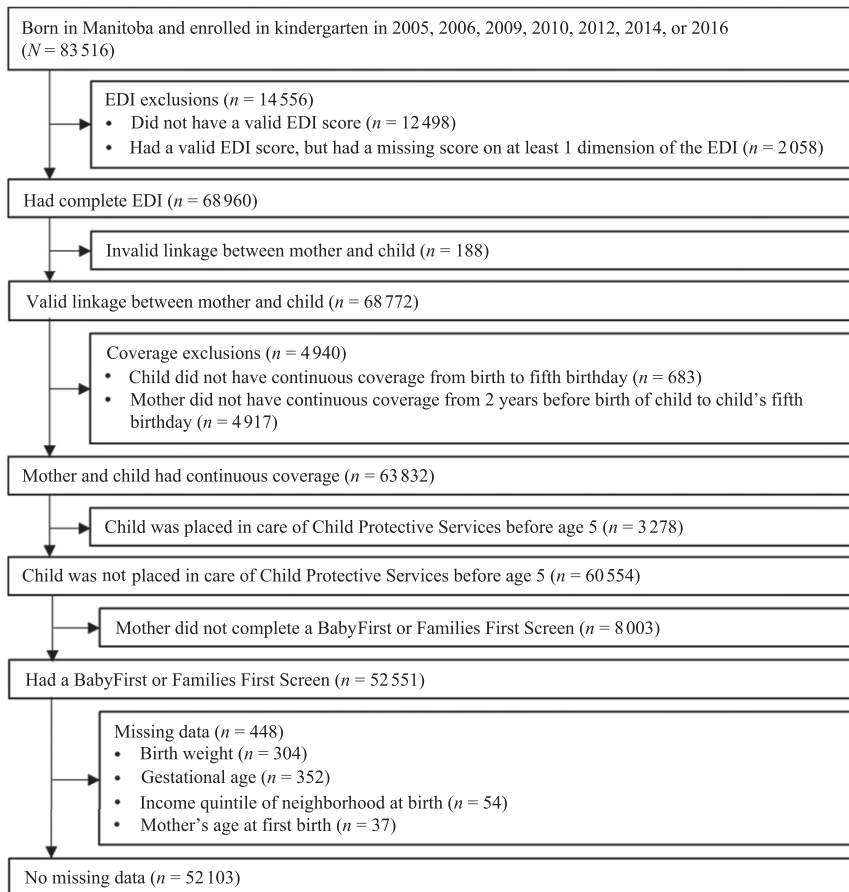 Born in Manitoba and enrolled in kindergarten in 2005, 2006, 2009, 2010, 2012, 2014, or 2016
(N = 83 516)
EDI exclusions (n = 14 556)
• Did not have a valid EDI score (n = 12 498)
• Had a valid EDI score, but had a missing score on at least 1 dimension of the EDI (n = 2 058)
Had complete EDI (n = 68 960)
Invalid linkage between mother and child (n = 188)
Valid linkage between mother and child (n = 68 772)
Coverage exclusions (n = 4 940)
• Child did not have continuous coverage from birth to fifth birthday (n = 683)
• Mother did not have continuous coverage from 2 years before birth of child to child’s fifth
birthday (n = 4 917)
Mother and child had continuous coverage (n = 63 832)
Child was placed in care of Child Protective Services before age 5 (n = 3 278)
Child was not placed in care of Child Protective Services before age 5 (n = 60 554)
Mother did not complete a BabyFirst or Families First Screen (n = 8 003)
Had a BabyFirst or Families First Screen (n = 52 551)
Missing data (n = 448)
• Birth weight (n = 304)
• Gestational age (n = 352)
• Income quintile of neighborhood at birth (n = 54)
• Mother’s age at first birth (n = 37)
No missing data (n = 52 103)